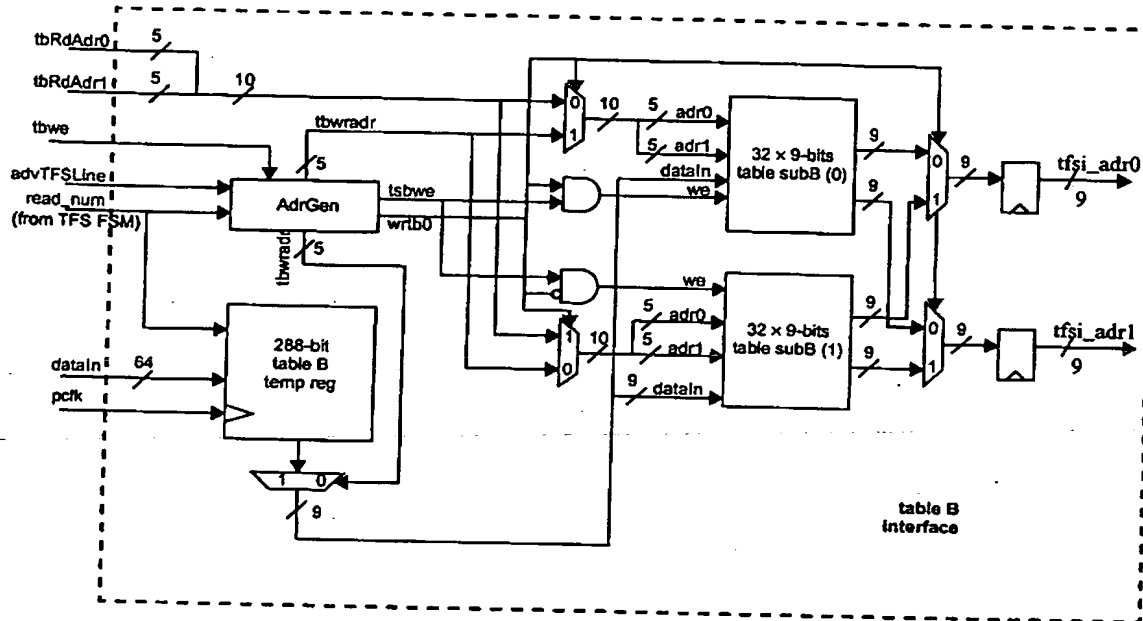 tbRdAdr0
5
tbRdAdr1
5
10
tbwe
tbwradr
5
advTFSLine
read_num
(from TFS FSM)
AdrGen
tsbwe
wrtb0
tbwradr
5
0
1
10
5
adr0
5
adr1
dataIn
we
32 × 9-bits
table subB (0)
9
9
0
1
9
tfsi_adr0
9
we
5
adr0
5
adr1
9
dataIn
1
0
10
32 × 9-bits
table subB (1)
9
9
0
1
9
tfsi_adr1
9
288-bit
table B
temp reg
dataIn
64
pclk
1 0
9
table B
interface